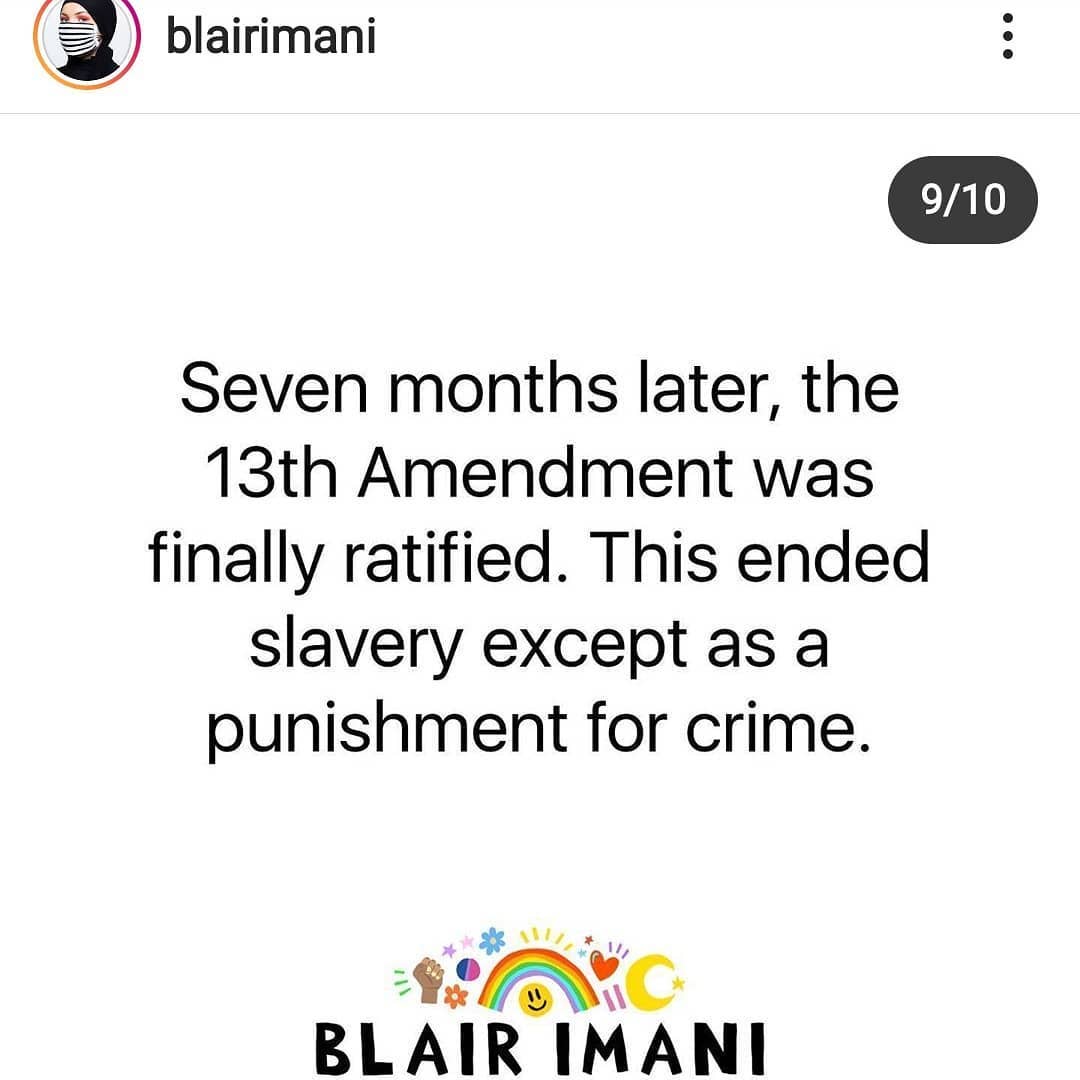 blairimani
9/10
Seven months later, the
13th Amendment was
finally ratified. This ended
slavery except as a
punishment for crime.
BLAIR IMANI